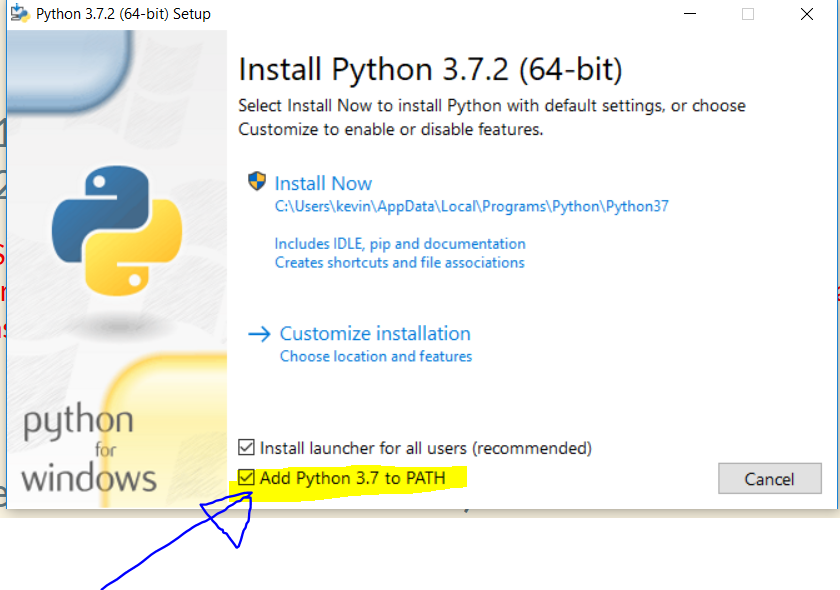 Python 3.7.2 (64-bit) Setup
Install Python 3.7.2 (64-bit)
Select Install Now to install Python with default settings, or choose
Customize to enable or disable features.
Install Now
C:\Users\kevin\AppData\Local\Programs\Python\Python37
Includes IDLE, pip and documentation
Creates shortcuts and file associations
Customize installation
Choose location and features
python
for
windows
Install launcher for all users (recommended)
Add Python 3.7 to PATH
Cancel